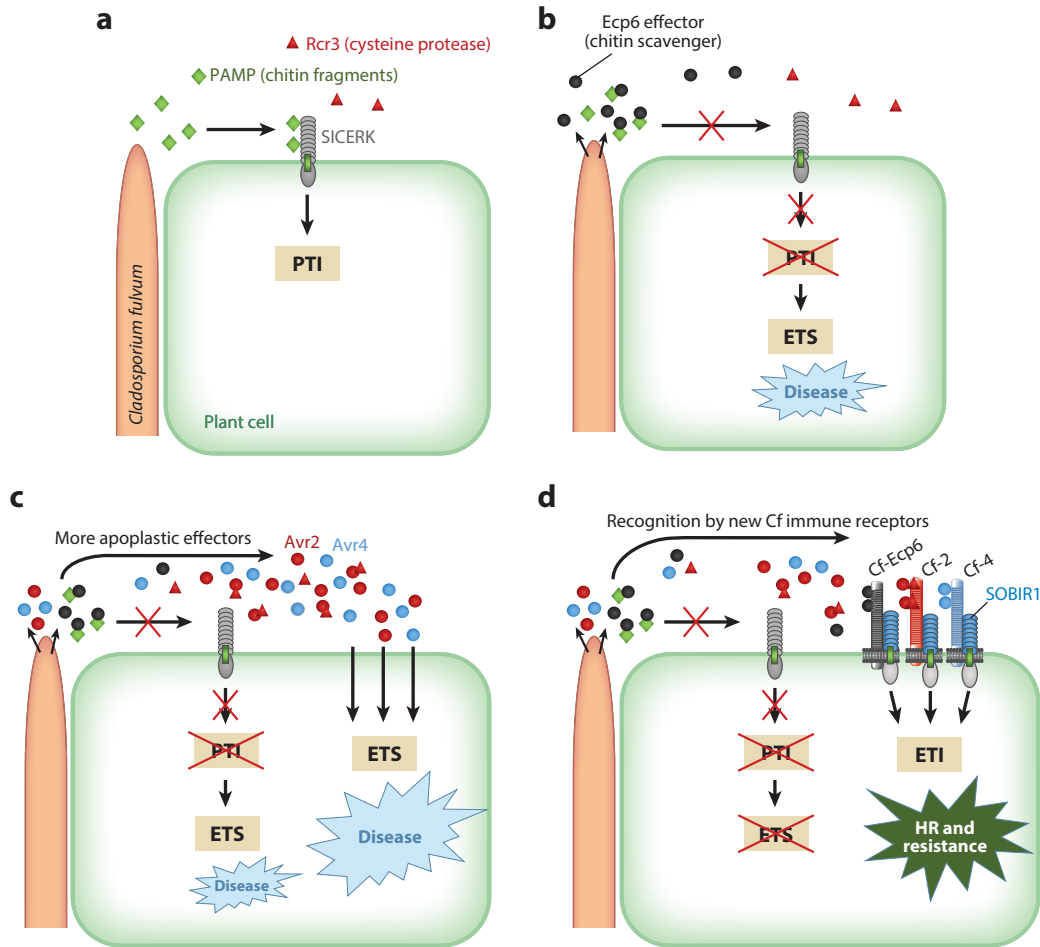 a
Rcr3 (cysteine protease)
PAMP (chitin fragments)
SlCERK
PTI
Cladosporium fulvum
Plant cell
b
Ecp6 effector
(chitin scavenger)
PTI
ETS
Disease
c
More apoplastic effectors
Avr2
Avr4
PTI
ETS
Disease
ETS
Disease
d
Recognition by new Cf immune receptors
Cf-Ecp6
Cf-2
Cf-4
SOBIR1
PTI
ETS
ETI
HR and
resistance